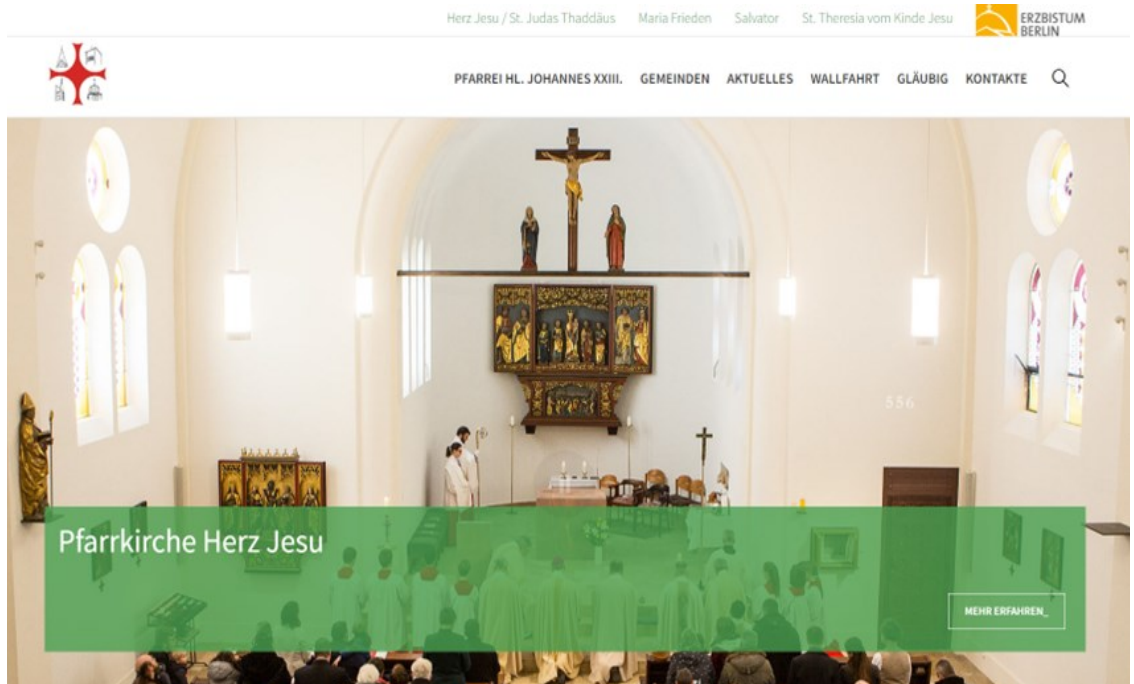 Herz Jesu / St. Judas Thaddäus Maria Frieden Salvator St. Theresia vom Kinde Jesu
ERZBISTUM
BERLIN
PFARREI HL. JOHANNES XXIII. GEMEINDEN AKTUELLES WALLFAHRT GLÄUBIG KONTAKTE
556
Pfarrkirche Herz Jesu
MEHR ERFAHREN_